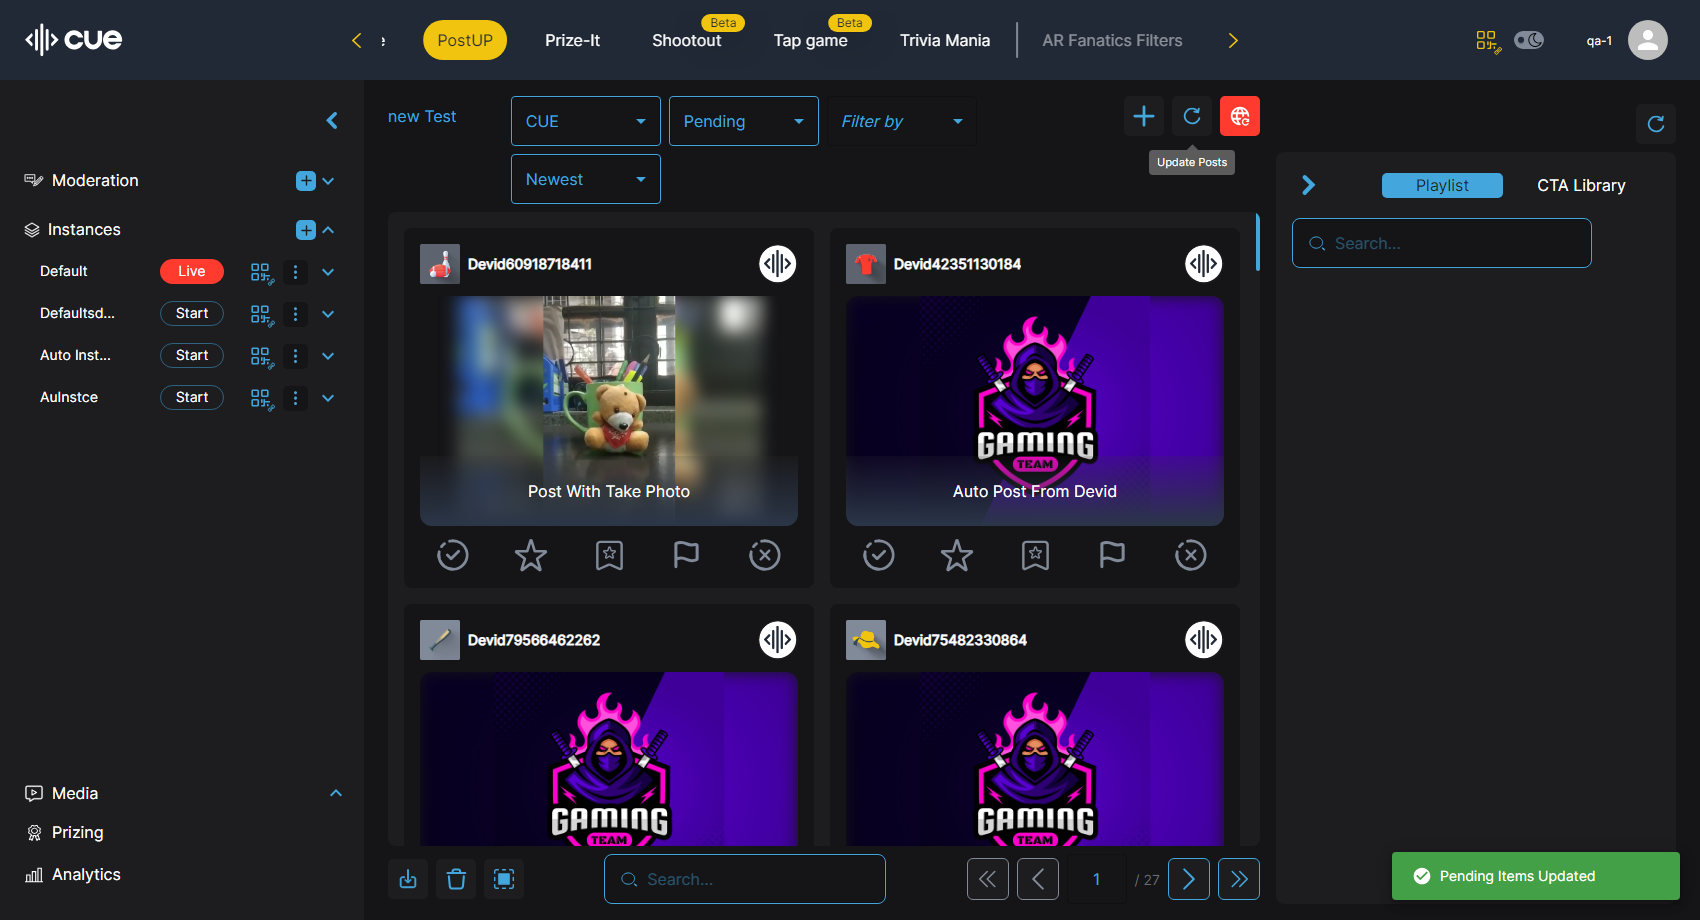 cue
PostUP
Prize-It
Beta
Shootout
Beta
Tap game
Trivia Mania
AR Fanatics Filters
qa-1
Moderation
Instances
Default
Live
Defaultsd...
Start
Auto Inst...
Start
AuInstce
Start
Media
Prizing
Analytics
new Test
CUE
Pending
Filter by
Newest
Update Posts
Devid60918718411
Post With Take Photo
Devid42351130184
GAMING
TEAM
Auto Post From Devid
Devid79566462262
GAMING
TEAM
Devid75482330864
GAMING
TEAM
Search...
1
/ 27
Playlist
CTA Library
Search...
Pending Items Updated